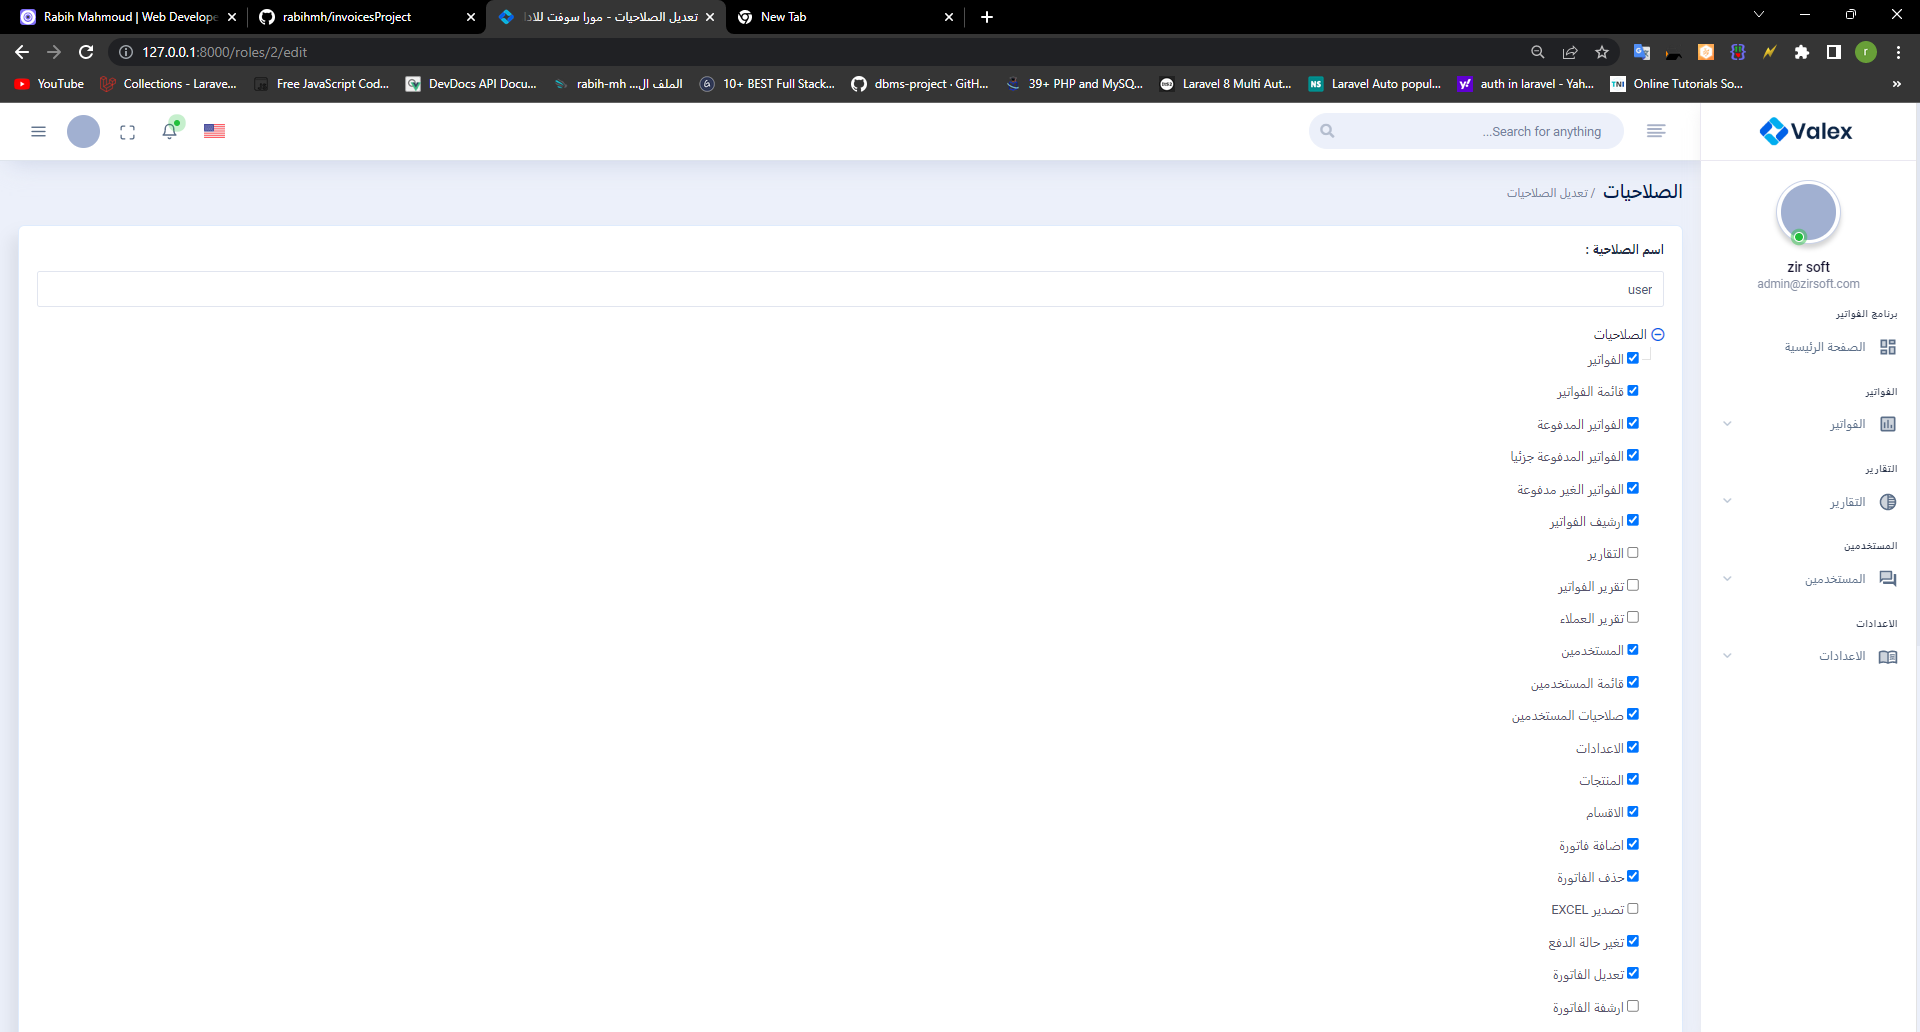 Rabih Mahmoud | Web Develope
rabihmh/invoicesProject
تعديل الصلاحيات - مورا سوفت للادا
New Tab
127.0.0.1:8000/roles/2/edit
r
YouTube
Collections - Larave...
Free JavaScript Cod...
DevDocs API Docu...
rabih-mh ...الملف ال
10+ BEST Full Stack...
dbms-project · GitH...
39+ PHP and MySQ...
Laravel 8 Multi Aut...
NS
Laravel Auto popul...
y!
auth in laravel - Yah...
TNI
Online Tutorials So...
»
...Search for anything
Valex
الصلاحيات / تعديل الصلاحيات
اسم الصلاحية :
user
الصلاحيات
الفواتير
قائمة الفواتير
الفواتير المدفوعة
الفواتير المدفوعة جزئيا
الفواتير الغير مدفوعة
ارشيف الفواتير
التقارير
تقرير الفواتير
تقرير العملاء
المستخدمين
قائمة المستخدمين
صلاحيات المستخدمين
الاعدادات
المنتجات
الاقسام
اضافة فاتورة
حذف الفاتورة
تصدير EXCEL
تغير حالة الدفع
تعديل الفاتورة
ارشفة الفاتورة
zir soft
admin@zirsoft.com
برنامج الفواتير
الصفحة الرئيسية
الفواتير
الفواتير
التقارير
التقارير
المستخدمين
المستخدمين
الاعدادات
الاعدادات